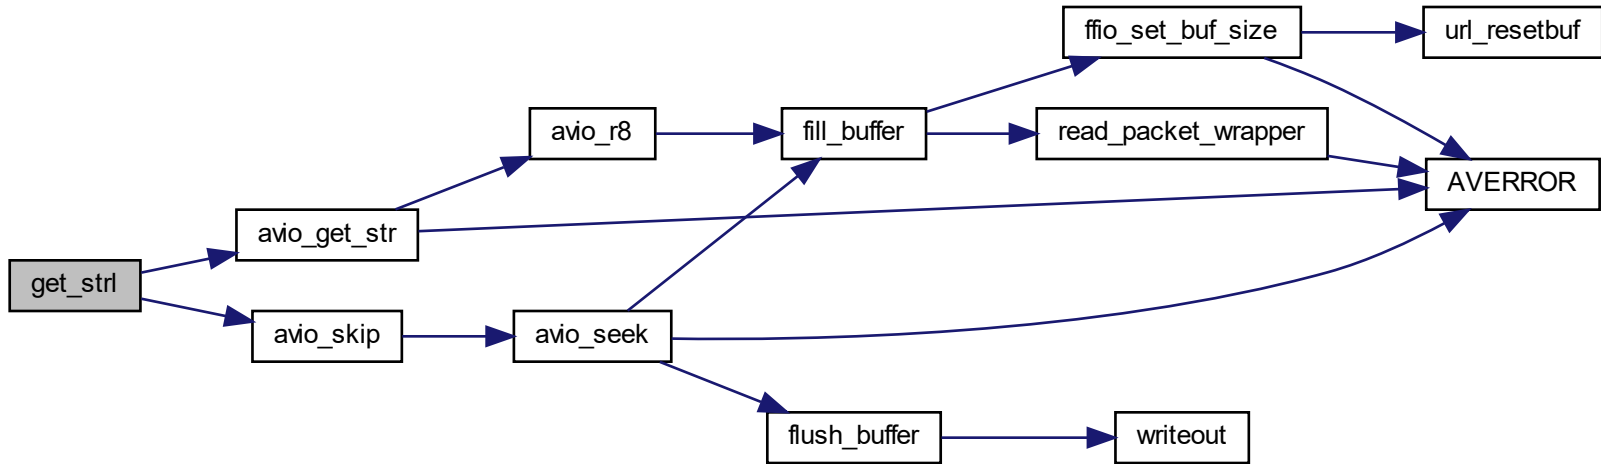 ffio_set_buf_size
url_resetbuf
avio_r8
fill_buffer
read_packet_wrapper
AVERROR
avio_get_str
get_strl
avio_skip
avio_seek
flush_buffer
writeout